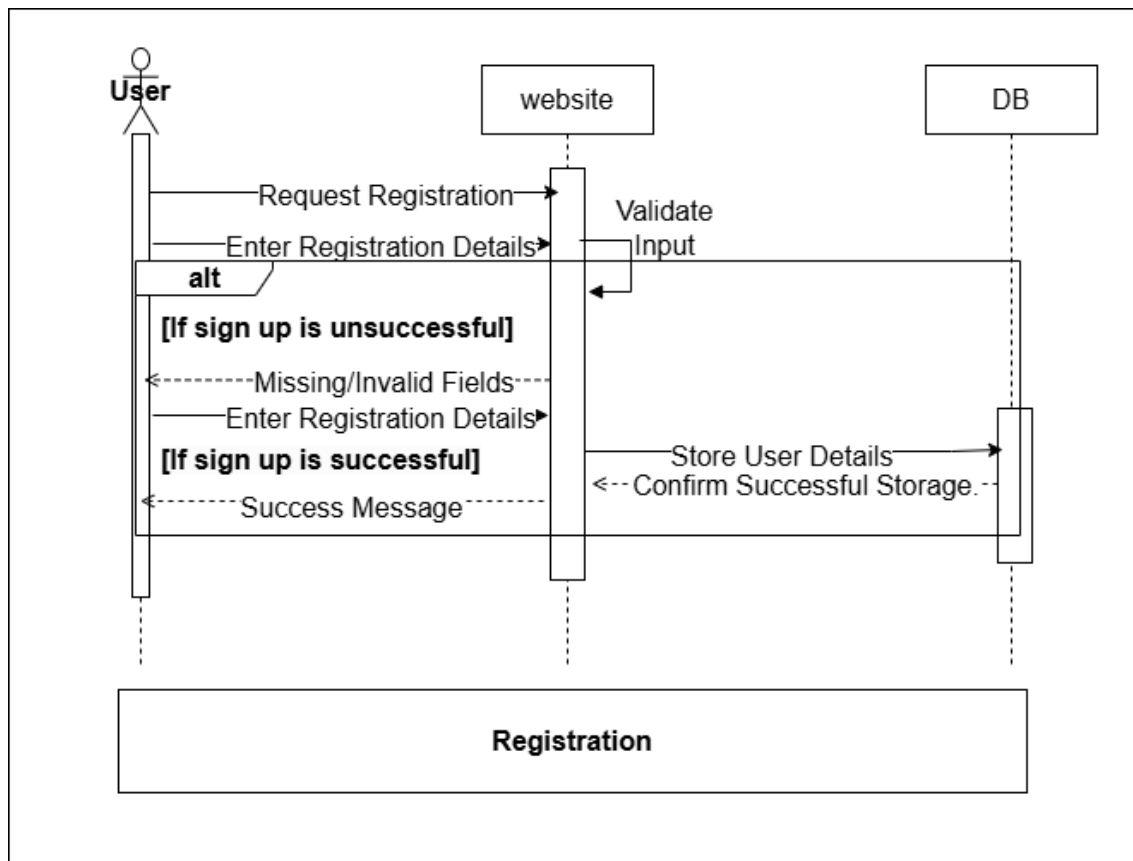 User
website
DB
Request Registration
Validate
Input
Enter Registration Details
alt
[If sign up is unsuccessful]
Missing/Invalid Fields
Enter Registration Details
[If sign up is successful]
Store User Details
Confirm Successful Storage.
Success Message
Registration